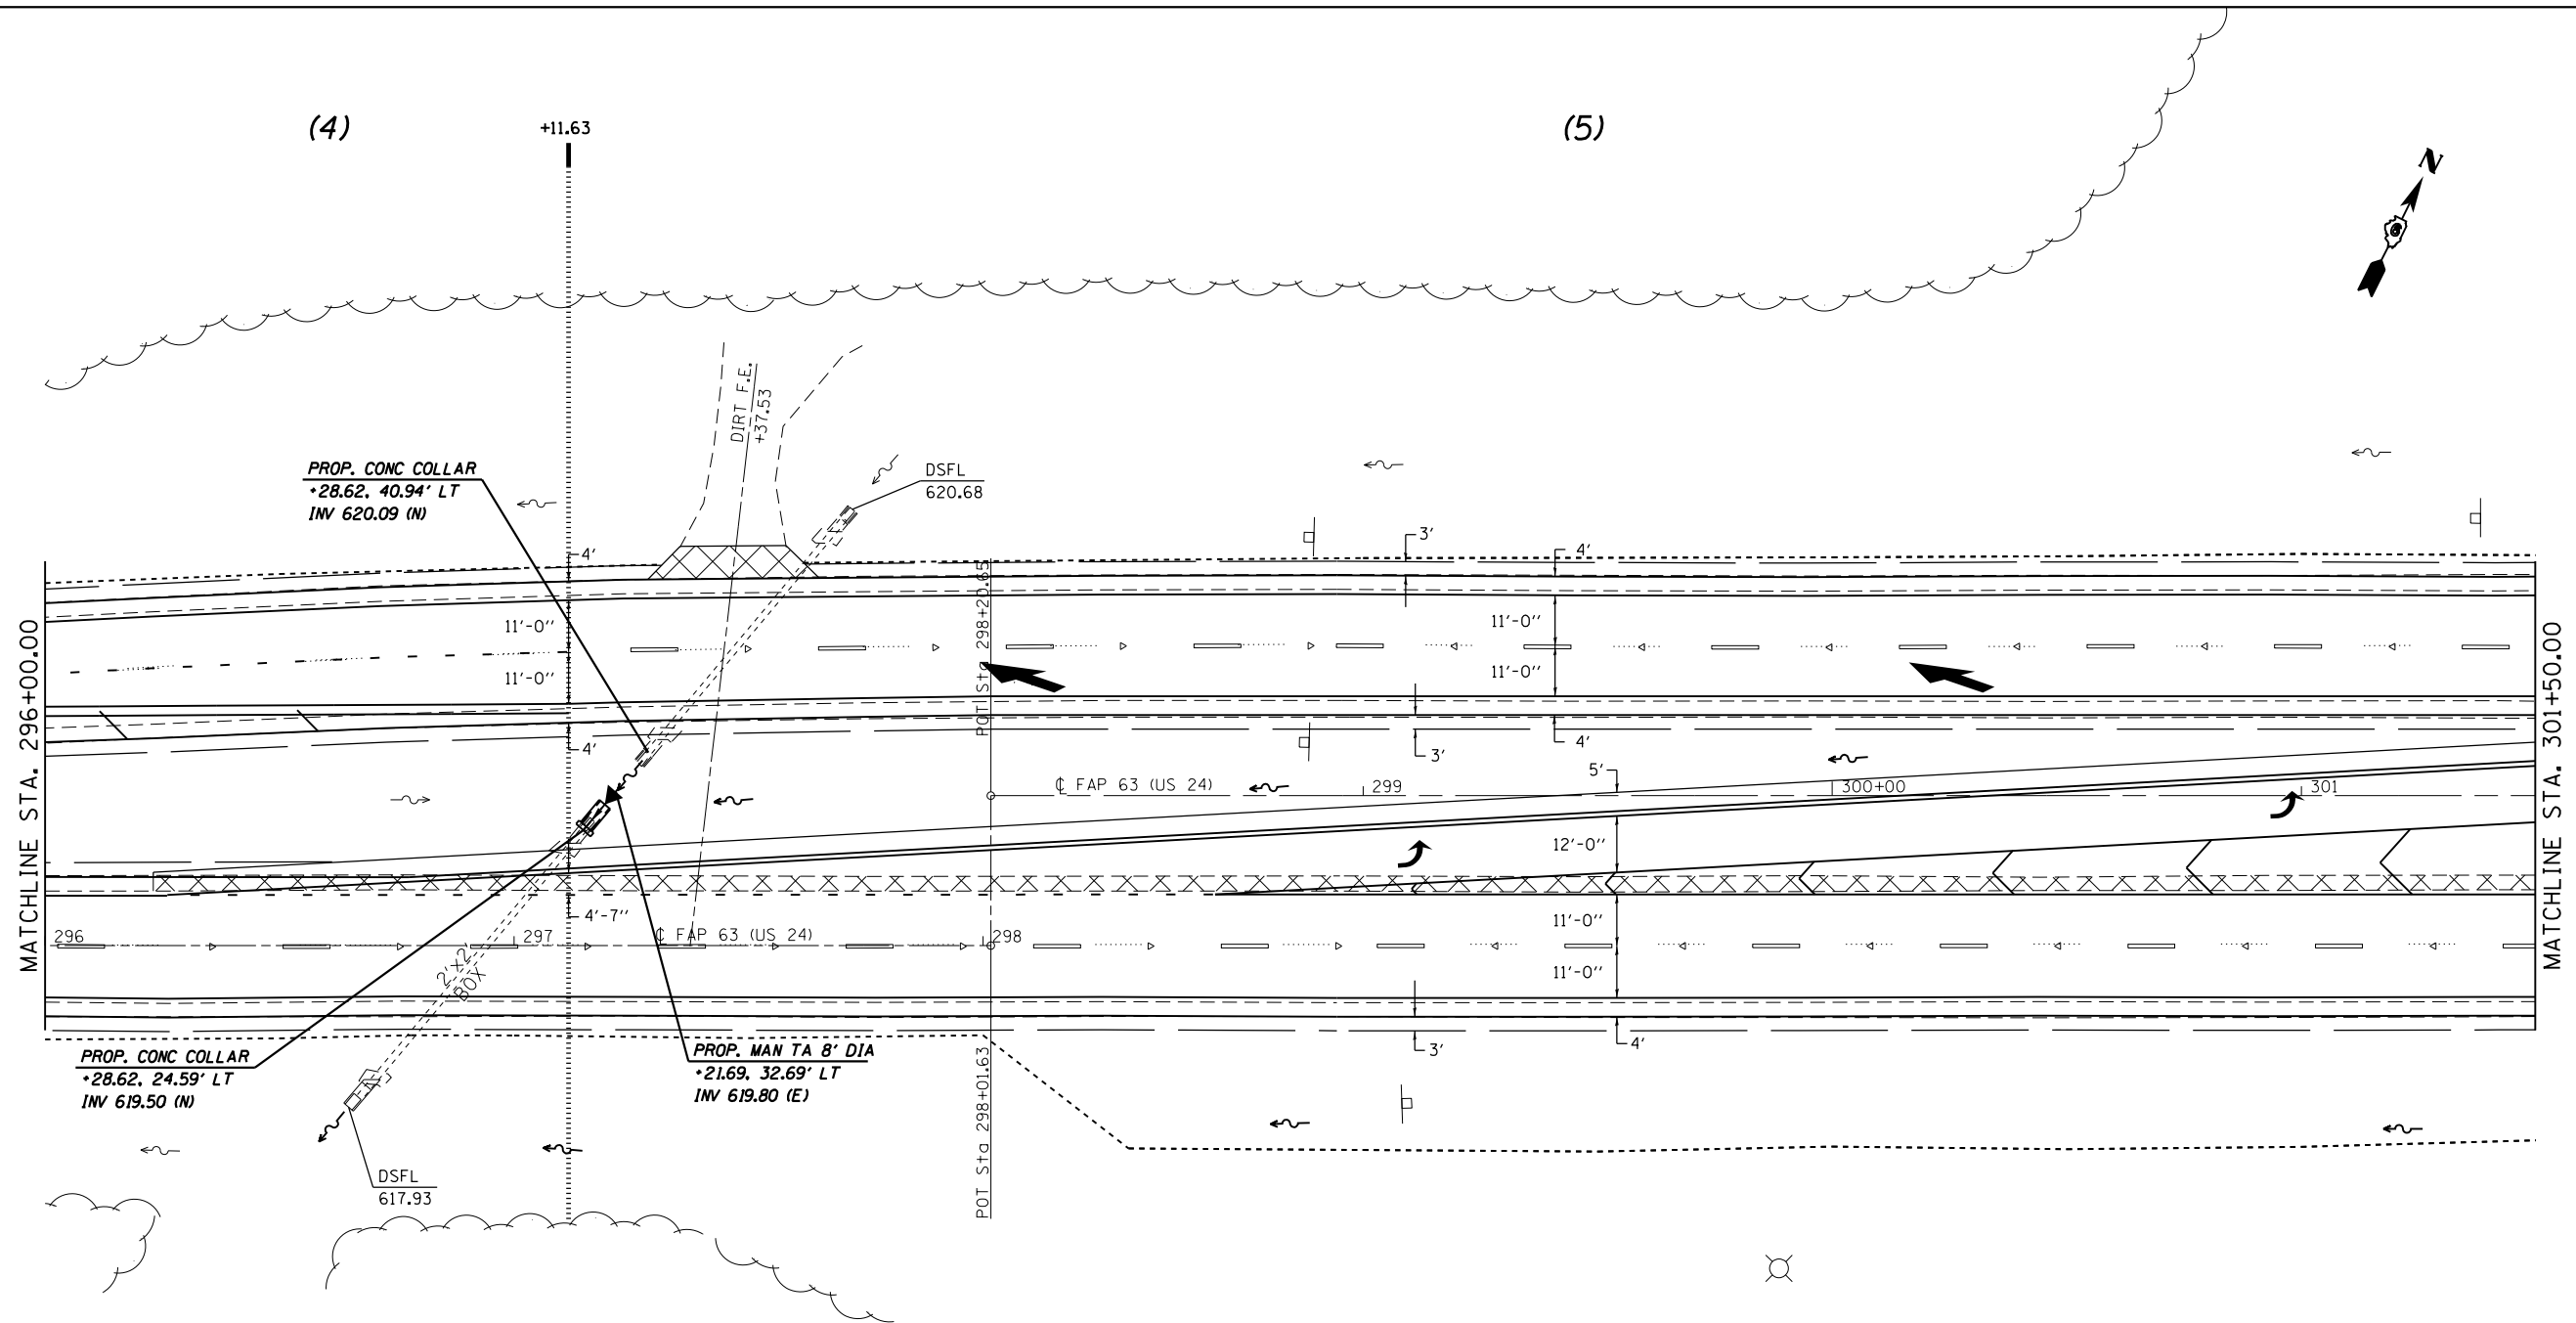 (4)
+11.63
(5)
N
DIRT F.E.
+37.53
PROP. CONC COLLAR
+28.62, 40.94' LT
INV 620.09 (N)
DSFL
620.68
4'
3'
4'
POT Sta 298+20.65
11'-0"
11'-0"
11'-0"
11'-0"
4'
3'
4'
MATCHLINE STA. 296+00.00
MATCHLINE STA. 301+50.00
℄ FAP 63 (US 24)
299
5'
300+00
301
12'-0"
4'-7"
296
297
℄ FAP 63 (US 24)
298
11'-0"
11'-0"
2'x2'
BOX
3'
4'
PROP. CONC COLLAR
+28.62, 24.59' LT
INV 619.50 (N)
PROP. MAN TA 8' DIA
+21.69, 32.69' LT
INV 619.80 (E)
POT Sta 298+01.63
DSFL
617.93